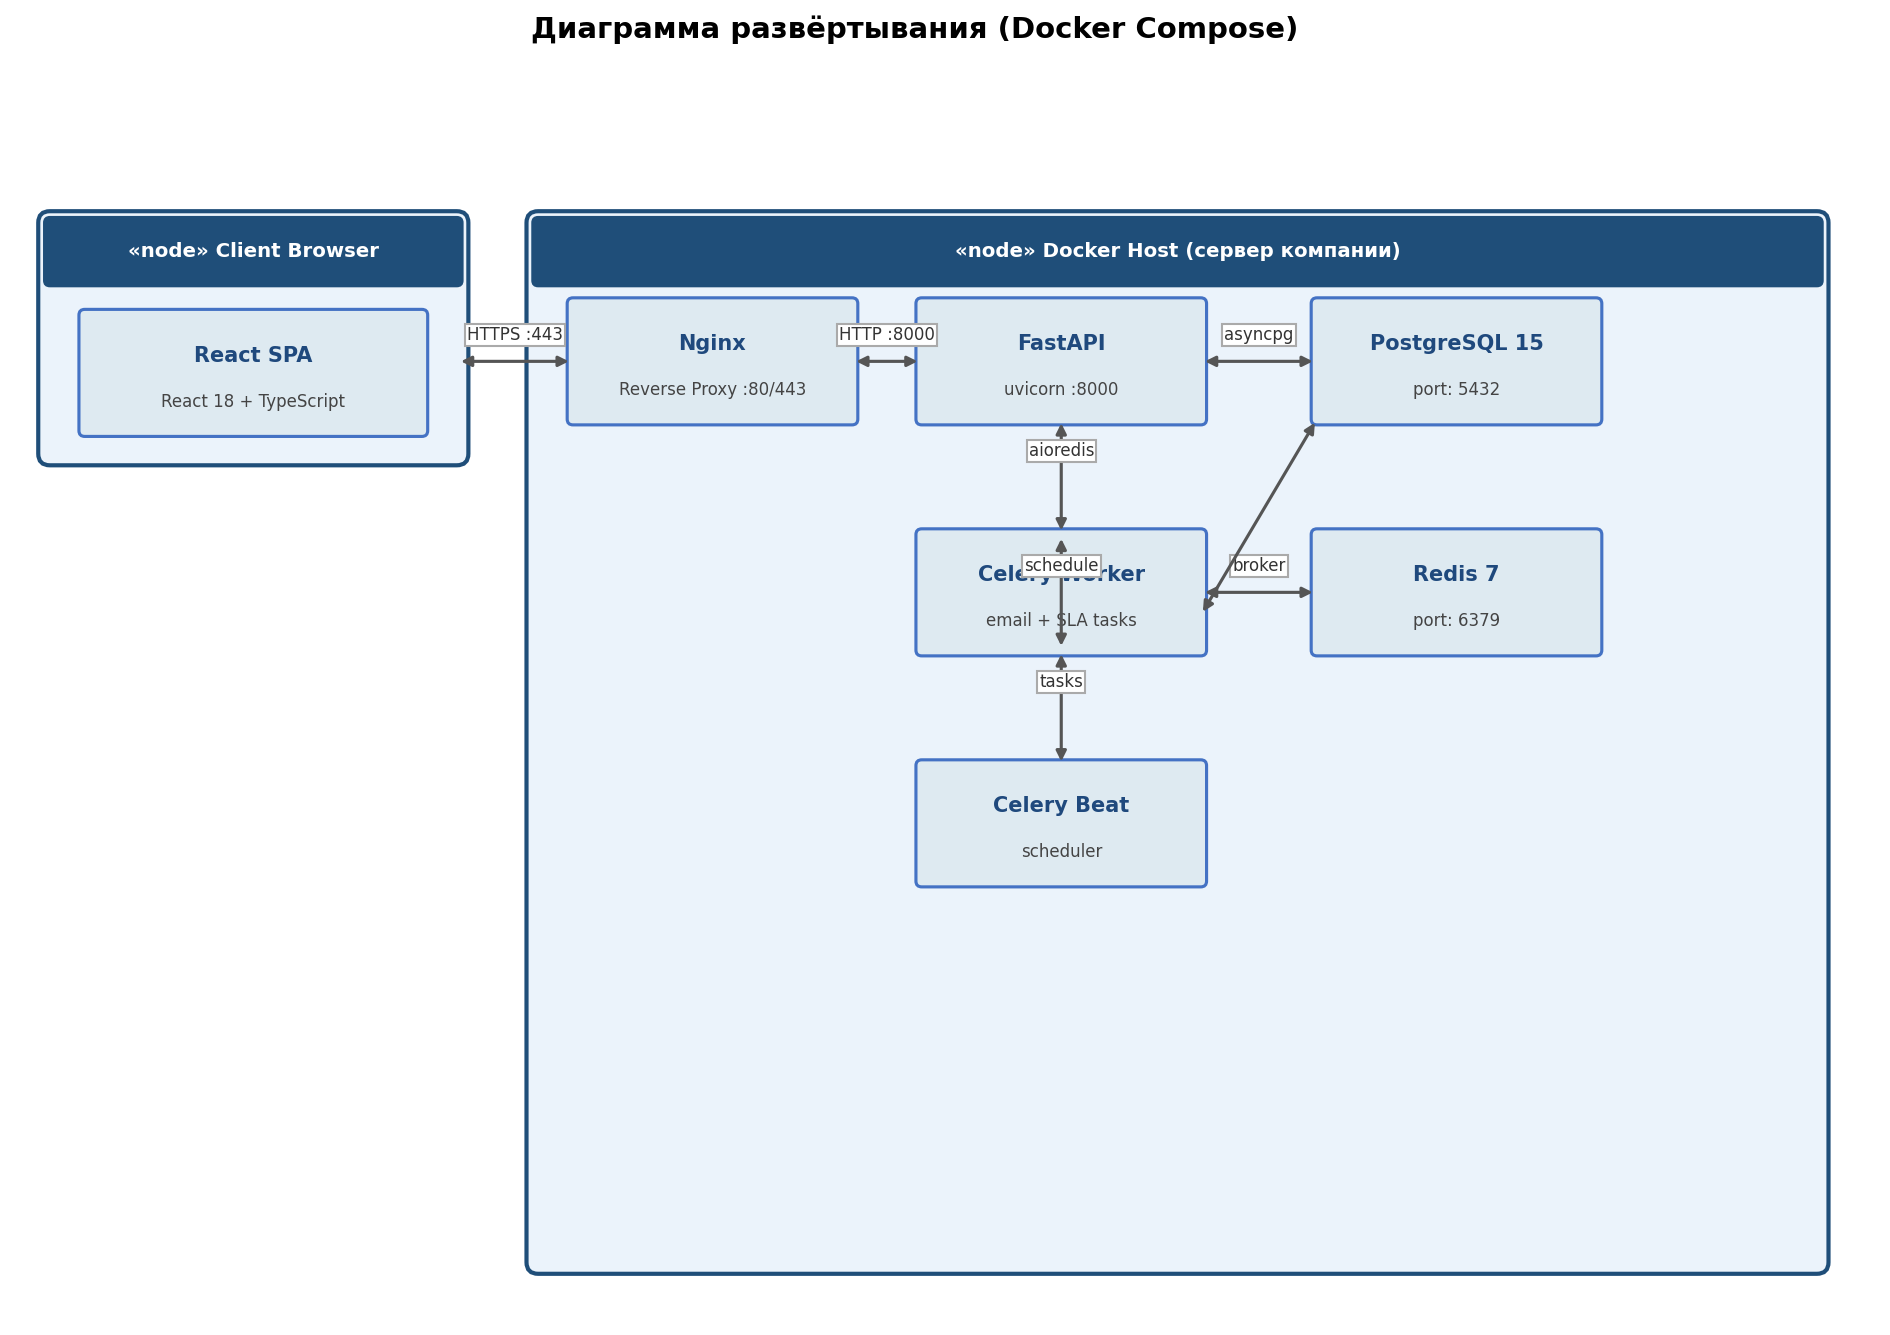 Диаграмма развёртывания (Docker Compose)
«node» Client Browser
«node» Docker Host (сервер компании)
React SPA
React 18 + TypeScript
HTTPS :443
Nginx
Reverse Proxy :80/443
HTTP :8000
FastAPI
uvicorn :8000
asyncpg
PostgreSQL 15
port: 5432
aioredis
schedule
Celery Worker
email + SLA tasks
broker
Redis 7
port: 6379
tasks
Celery Beat
scheduler